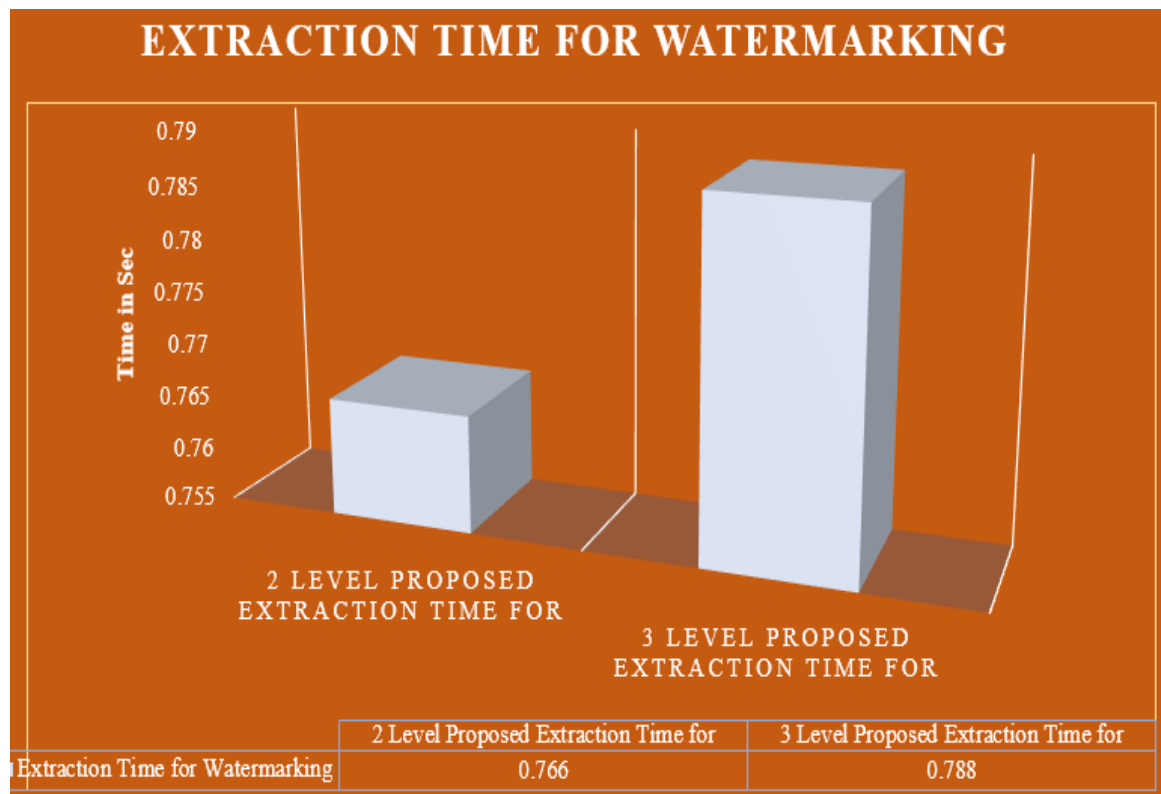 EXTRACTION TIME FOR WATERMARKING
0.79
0.785
0.78
0.775
0.77
0.765
0.76
0.755
Time in Sec
2 LEVEL PROPOSED
EXTRACTION TIME FOR
3 LEVEL PROPOSED
EXTRACTION TIME FOR
2 Level Proposed Extraction Time for 3 Level Proposed Extraction Time for
Extraction Time for Watermarking 0.766 0.788